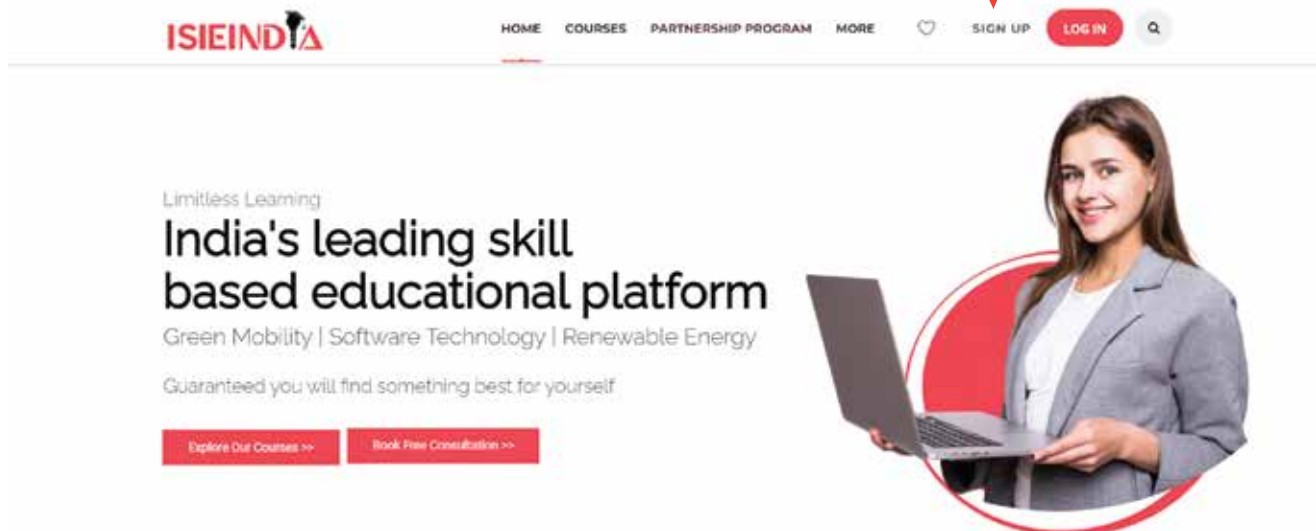 ISIEINDIA
HOME COURSES PARTNERSHIP PROGRAM MORE SIGN UP LOG IN
Limitless Learning
India's leading skill
based educational platform
Green Mobility | Software Technology | Renewable Energy
Guaranteed you will find something best for yourself
Explore Our Courses >> Book Free Consultation >>